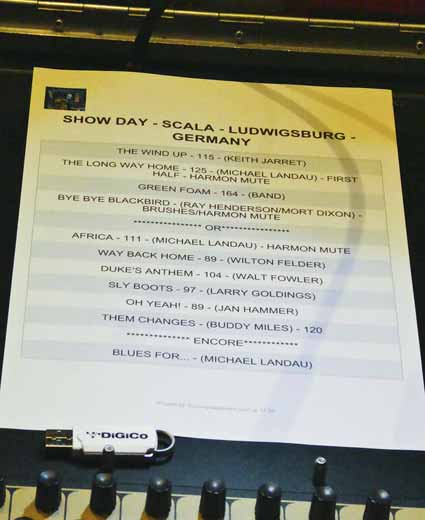 SHOW DAY - SCALA - LUDWIGSBURG -
GERMANY
THE WIND UP - 115 - (KEITH JARRET)
THE LONG WAY HOME - 125 - (MICHAEL LANDAU) - FIRST
HALF - HARMON MUTE
GREEN FOAM - 164 - (BAND)
BYE BYE BLACKBIRD - (RAY HENDERSON/MORT DIXON) -
BRUSHES/HARMON MUTE
*************** OR***************
AFRICA - 111 - (MICHAEL LANDAU) - HARMON MUTE
WAY BACK HOME - 89 - (WILTON FELDER)
DUKE'S ANTHEM - 104 - (WALT FOWLER)
SLY BOOTS - 97 - (LARRY GOLDINGS)
OH YEAH! - 89 - (JAN HAMMER)
THEM CHANGES - (BUDDY MILES) - 120
************** ENCORE************
BLUES FOR... - (MICHAEL LANDAU)
DiGiCo